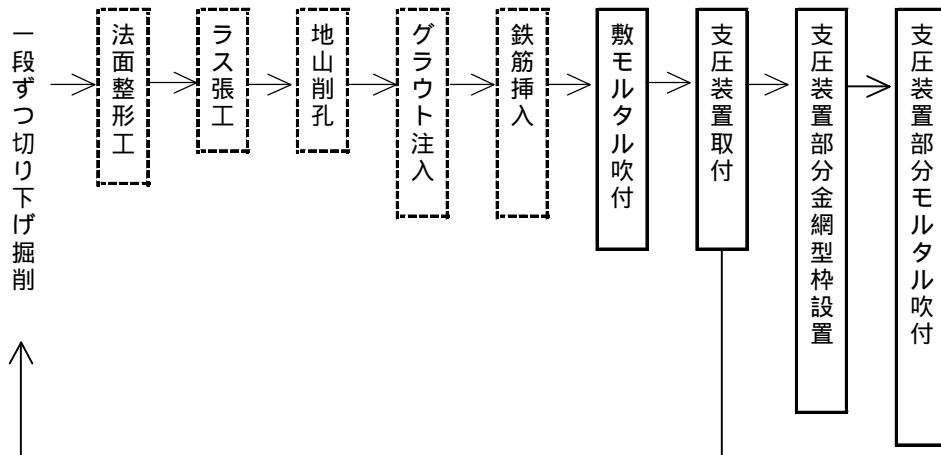 一段ずつ切り下げ掘削
法面整形工
ラス張工
地山削孔
グラウト注入
鉄筋挿入
敷モルタル吹付
支圧装置取付
支圧装置部分金網型枠設置
支圧装置部分モルタル吹付